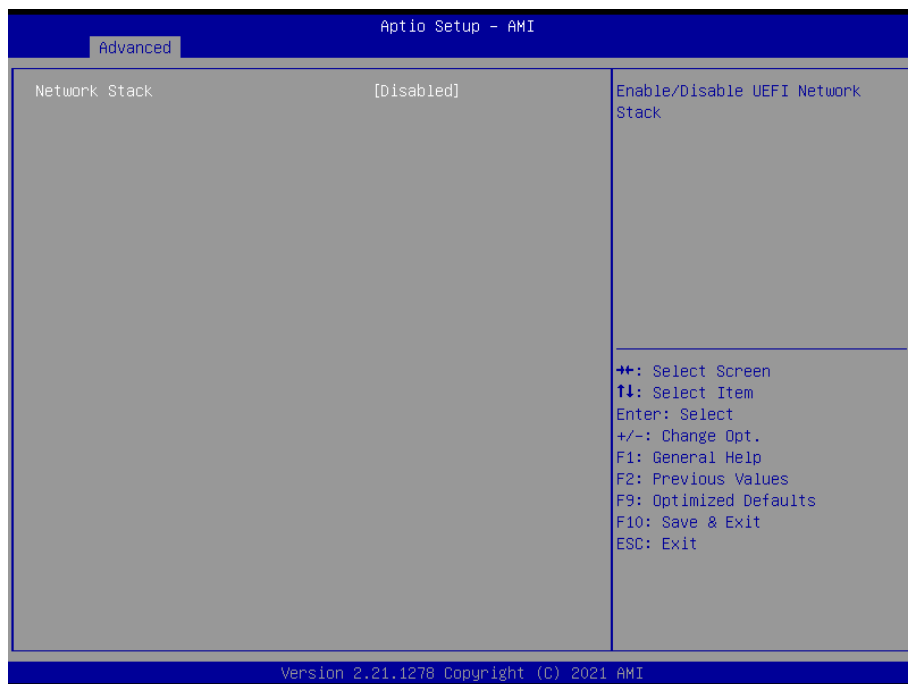 Aptio Setup – AMI
Advanced
Network Stack [Disabled]
Enable/Disable UEFI Network
Stack
→←: Select Screen
↑↓: Select Item
Enter: Select
+/-: Change Opt.
F1: General Help
F2: Previous Values
F9: Optimized Defaults
F10: Save & Exit
ESC: Exit
Version 2.21.1278 Copyright (C) 2021 AMI